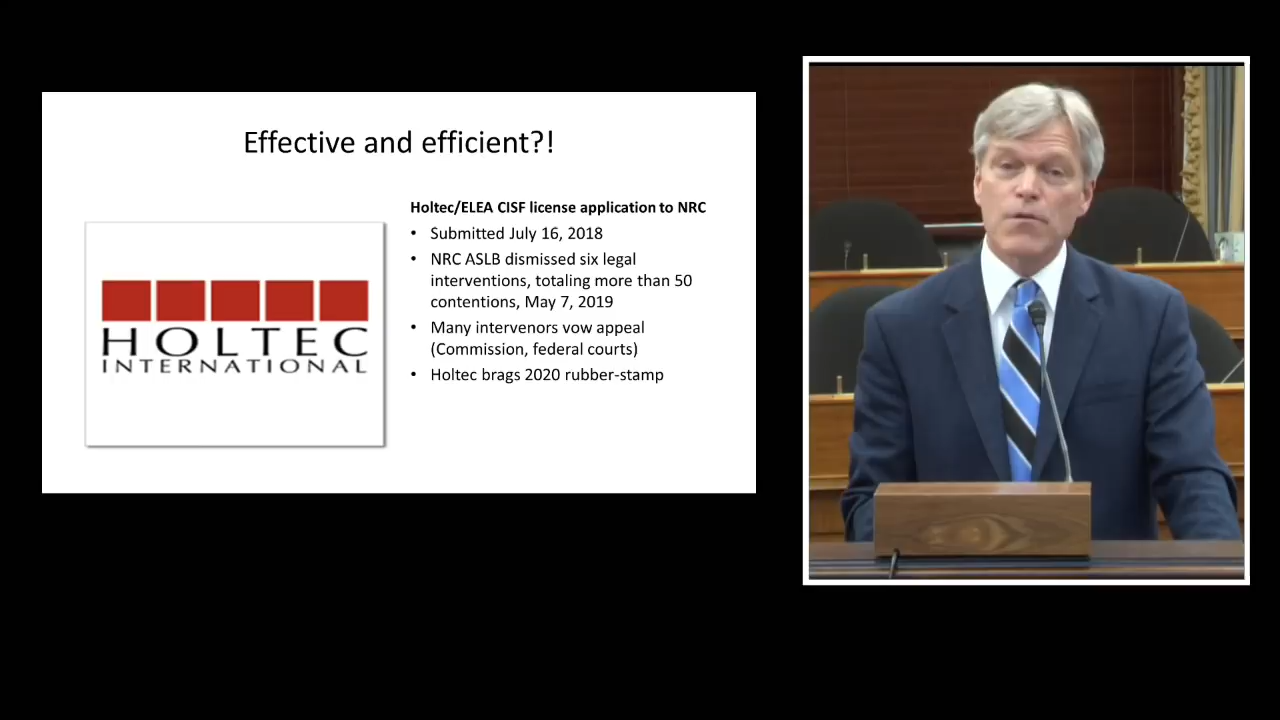 Effective and efficient?!
HOLTEC
INTERNATIONAL
Holtec/ELEA CISF license application to NRC
• Submitted July 16, 2018
• NRC ASLB dismissed six legal
interventions, totaling more than 50
contentions, May 7, 2019
• Many intervenors vow appeal
(Commission, federal courts)
• Holtec brags 2020 rubber-stamp